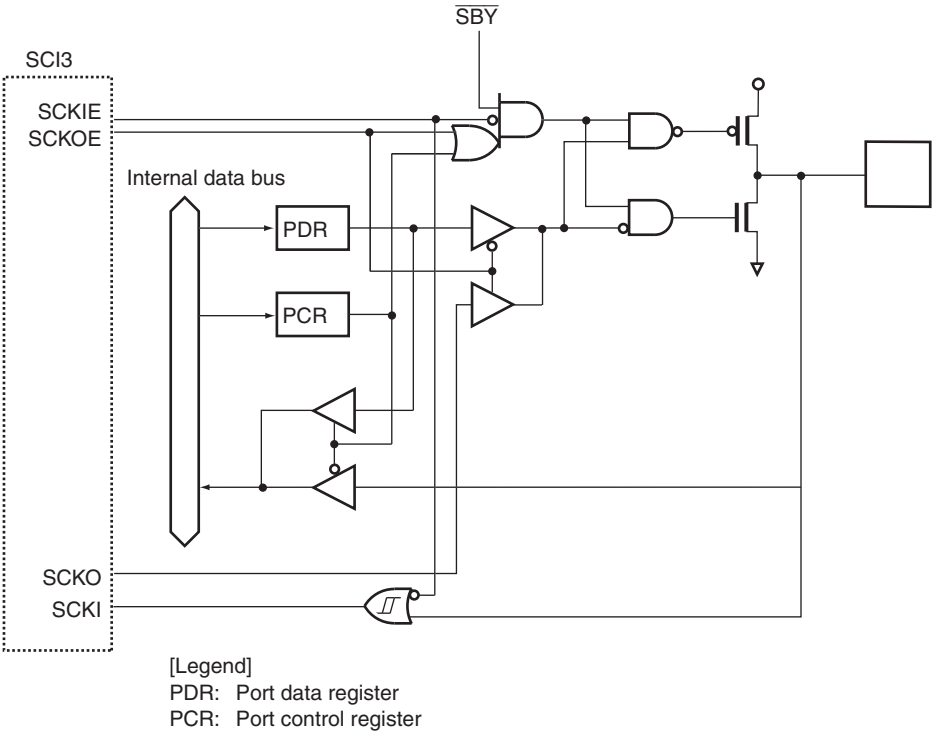 S̅B̅Y̅
SCI3
SCKIE
SCKOE
Internal data bus
PDR
PCR
SCKO
SCKI
[Legend]
PDR: Port data register
PCR: Port control register